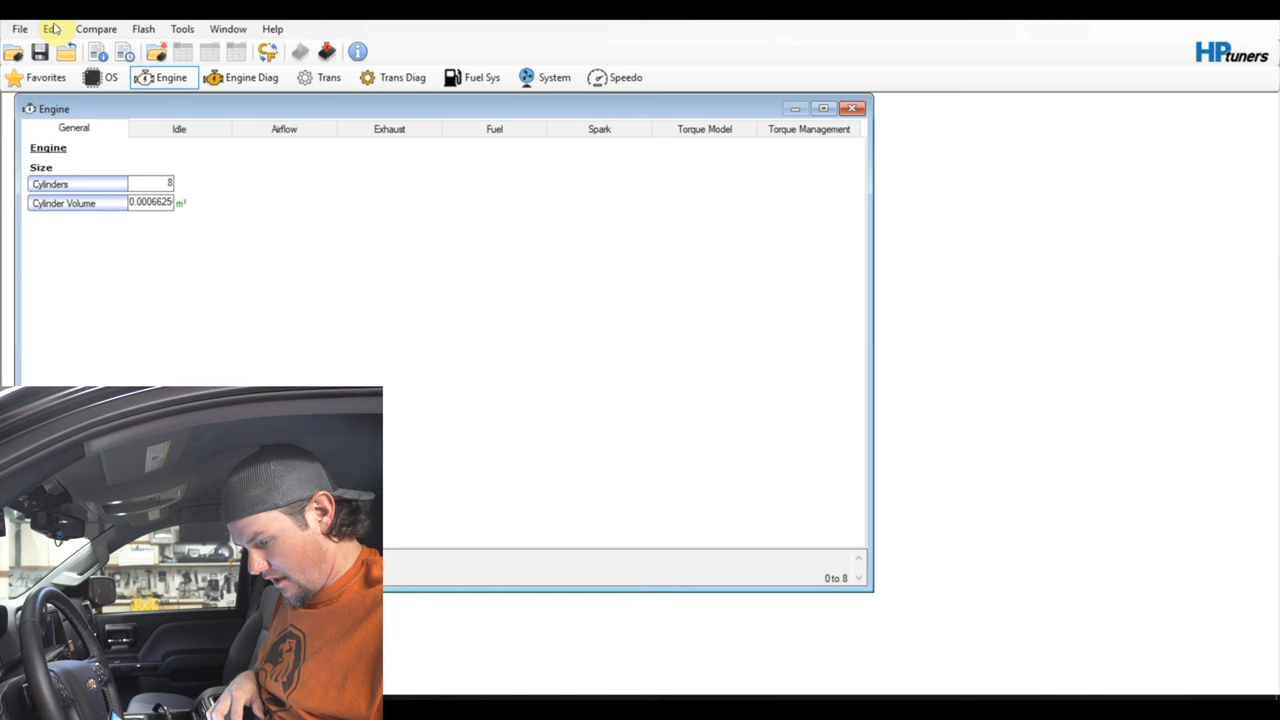 File Edit Compare Flash Tools Window Help
HPtuners
Favorites OS Engine Engine Diag Trans Trans Diag Fuel Sys System Speedo
Engine
General Idle Airflow Exhaust Fuel Spark Torque Model Torque Management
Engine
Size
Cylinders 8
Cylinder Volume 0.0006625 m³
0 to 8